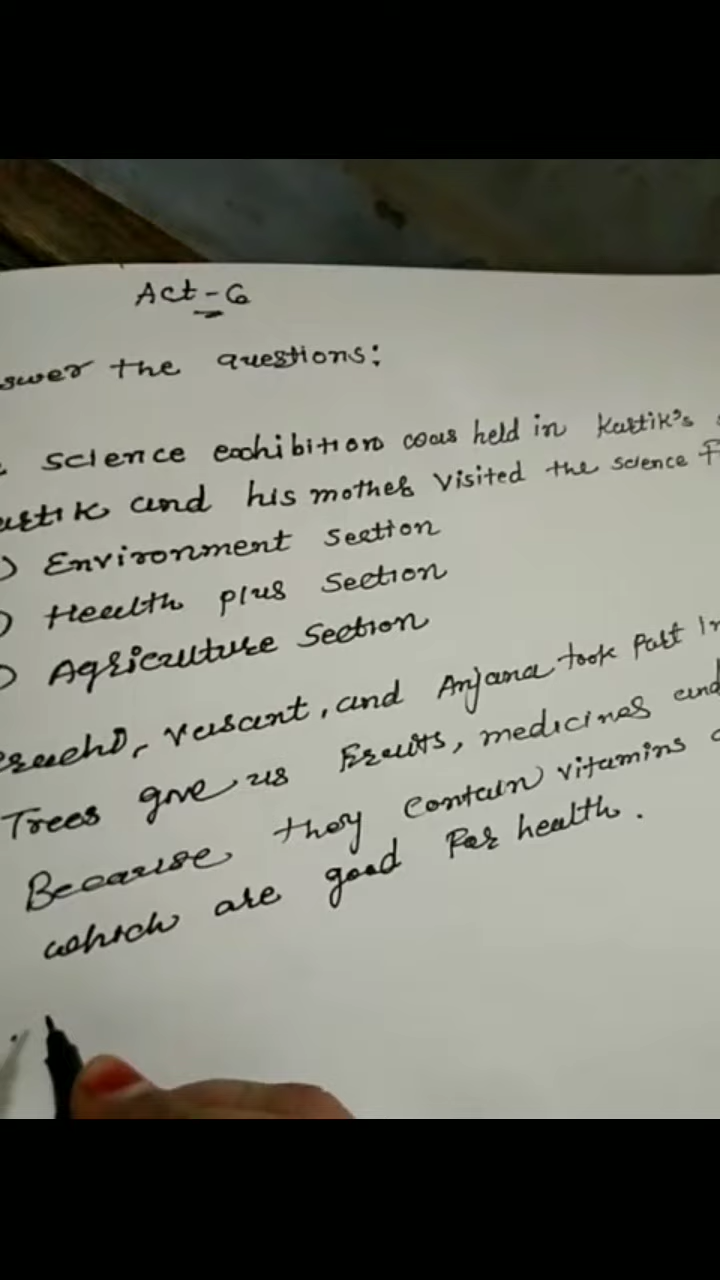 Act-6
swer the questions:
science exhibition was held in Kartik's
artik and his mother visited the science F
) Environment Section
) Health plus Section
) Agriculture Section
Vasant, and Anjana took Part In
Trees give us Fruits, medicines and
Because they contain vitamins
which are good For health.